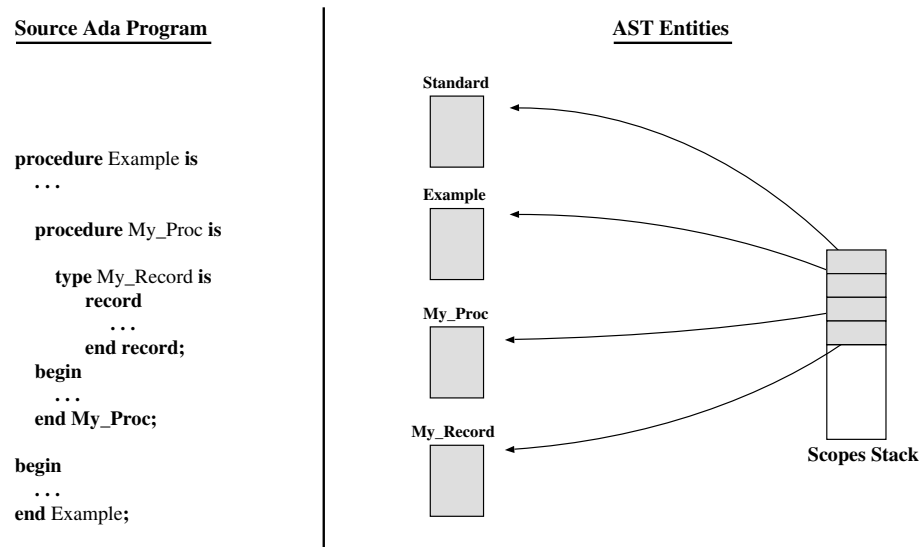 Source Ada Program
procedure Example is
. . .
procedure My_Proc is
type My_Record is
record
. . .
end record;
begin
. . .
end My_Proc;
begin
. . .
end Example;
AST Entities
Standard
Example
My_Proc
My_Record
Scopes Stack